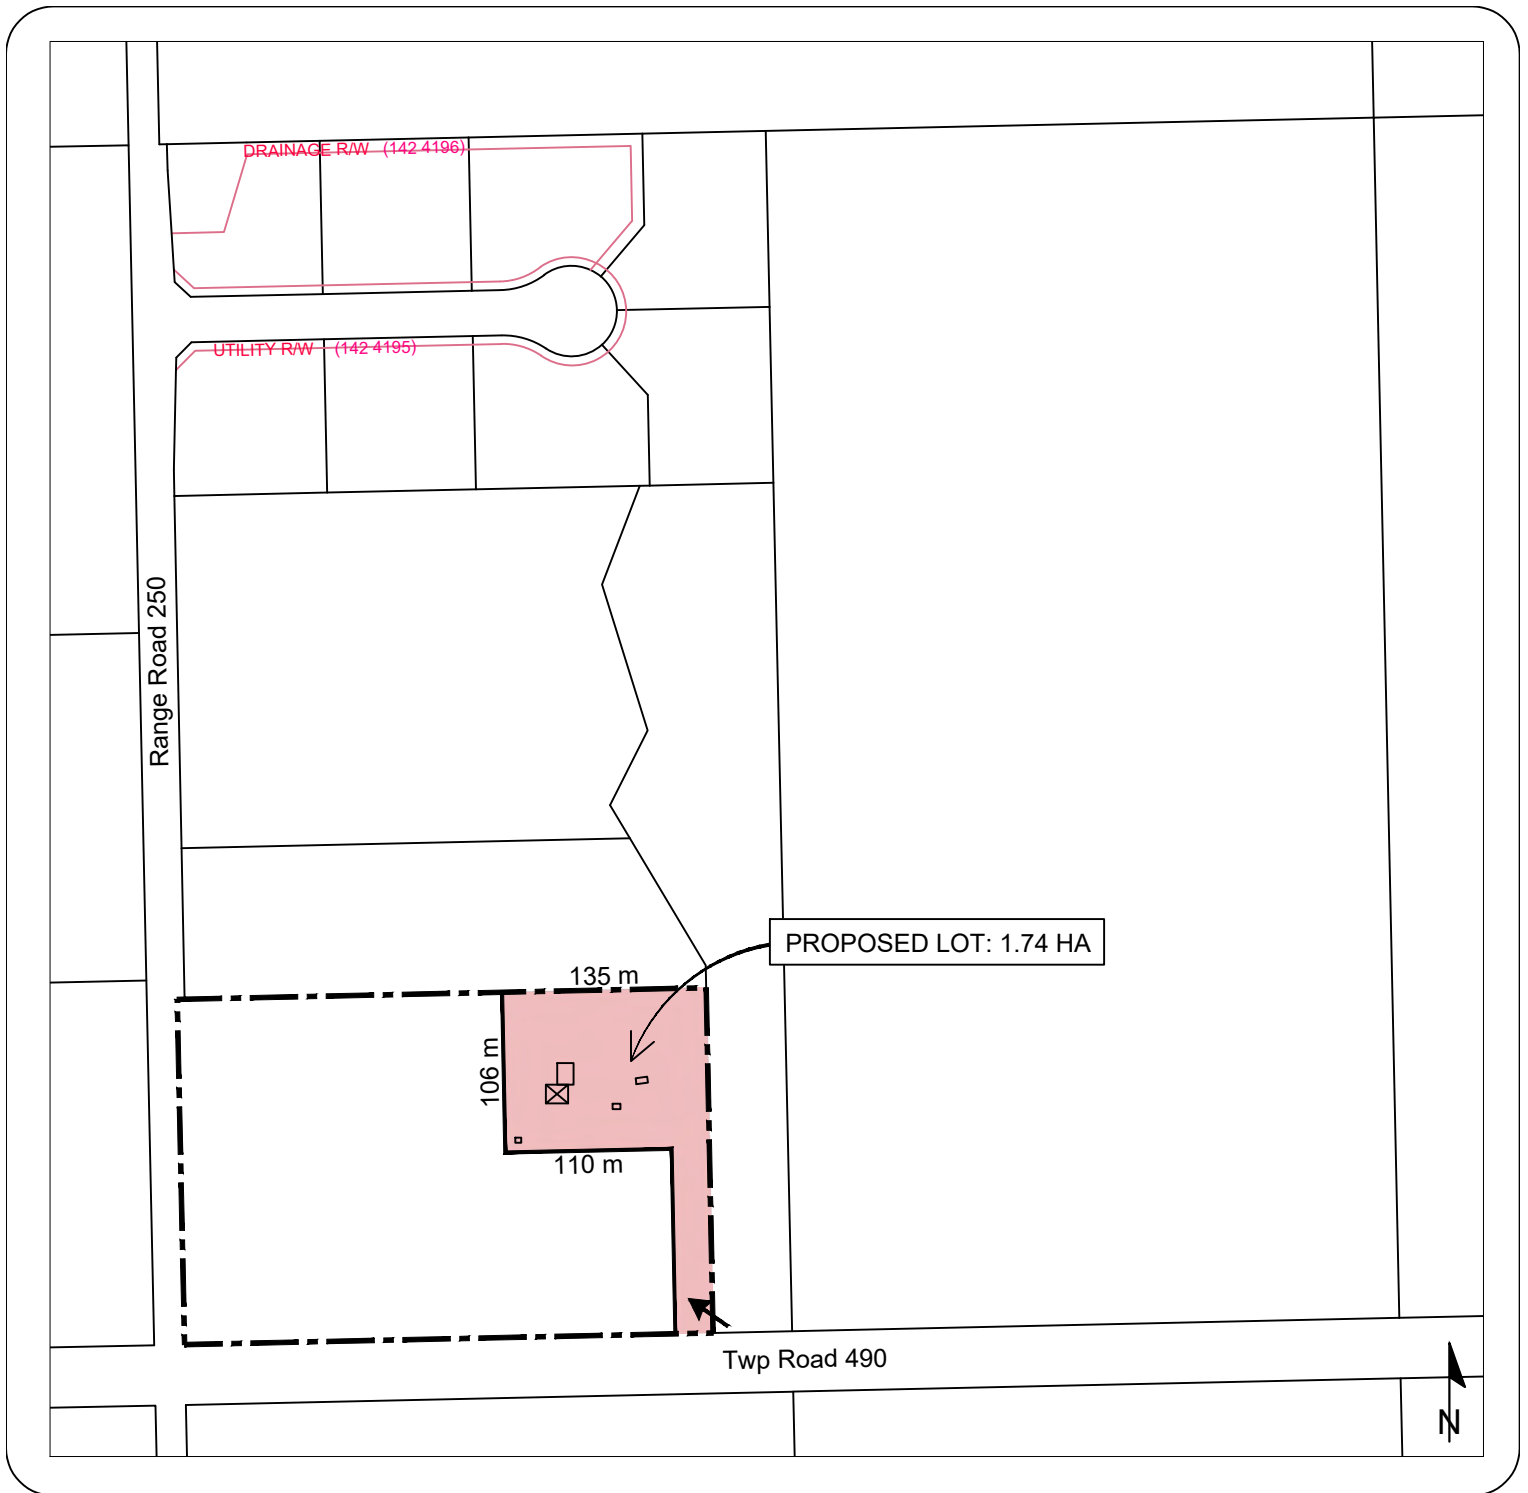 DRAINAGE R/W (142 4196)
UTILITY R/W (142 4195)
Range Road 250
PROPOSED LOT: 1.74 HA
135 m
106 m
110 m
Twp Road 490
N